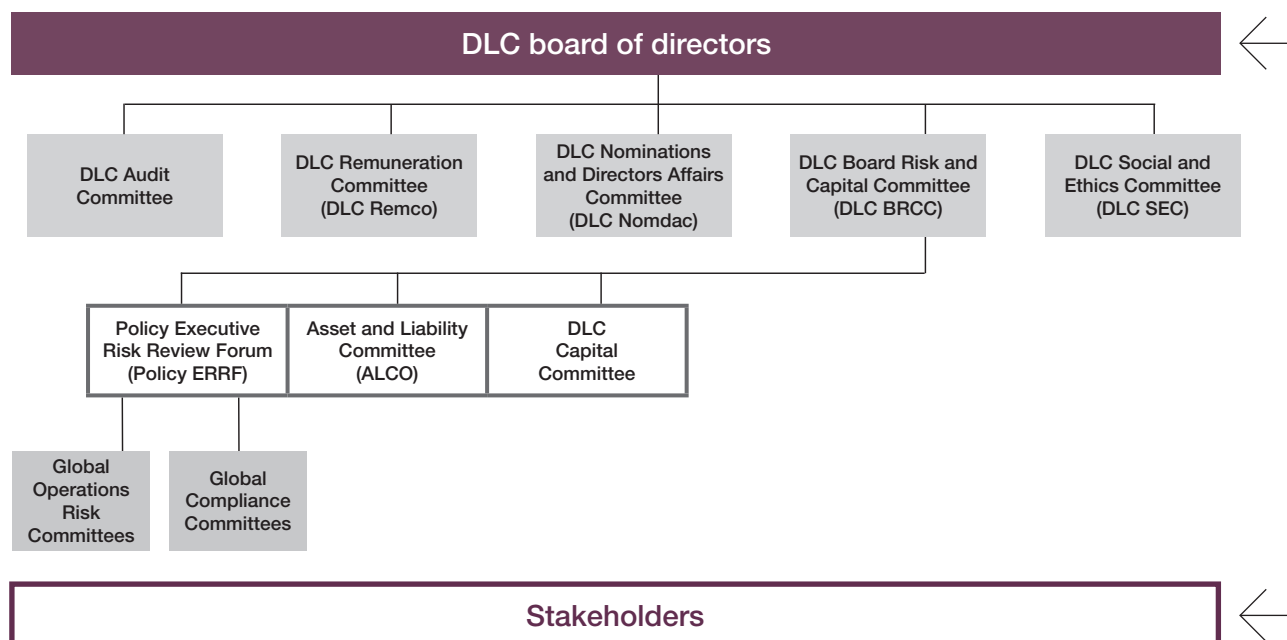 DLC board of directors
DLC Audit
Committee
DLC Remuneration
Committee
(DLC Remco)
DLC Nominations
and Directors Affairs
Committee
(DLC Nomdac)
DLC Board Risk and
Capital Committee
(DLC BRCC)
DLC Social and
Ethics Committee
(DLC SEC)
Policy Executive
Risk Review Forum
(Policy ERRF)
Asset and Liability
Committee
(ALCO)
DLC
Capital
Committee
Global
Operations
Risk
Committees
Global
Compliance
Committees
Stakeholders